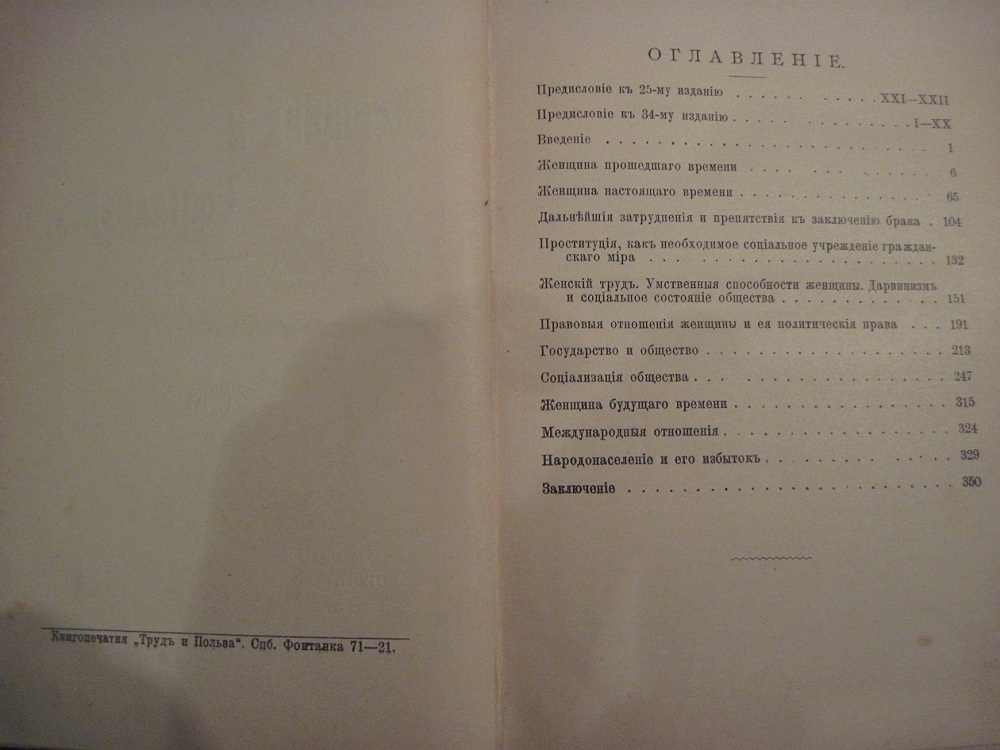 Книгопечатня „Трудъ и Польза“. Спб. Фонтанка 71—21.
ОГЛАВЛЕНІЕ.
Предисловіе къ 25-му изданію . . . . . . . . . . . XXI—XXII
Предисловіе къ 34-му изданію . . . . . . . . . . . . . . I—XX
Введеніе . . . . . . . . . . . . . . . . . . . . . . . . 1
Женщина прошедшаго времени . . . . . . . . . . . . . . 6
Женщина настоящаго времени . . . . . . . . . . . . . . . 65
Дальнѣйшія затрудненія и препятствія къ заключенію брака . 104
Проституція, какъ необходимое соціальное учрежденіе граждан-
скаго міра . . . . . . . . . . . . . . . . . . . . 132
Женскій трудъ. Умственныя способности женщины. Дарвинизмъ
и соціальное состояніе общества . . . . . . . . . . . . 151
Правовыя отношенія женщины и ея политическія права . . . 191
Государство и общество . . . . . . . . . . . . . . . . . 213
Соціализація общества . . . . . . . . . . . . . . . . . 247
Женщина будущаго времени . . . . . . . . . . . . . . . 315
Международныя отношенія . . . . . . . . . . . . . . . . 324
Народонаселеніе и его избытокъ . . . . . . . . . . . . 329
Заключеніе . . . . . . . . . . . . . . . . . . . . . . 350